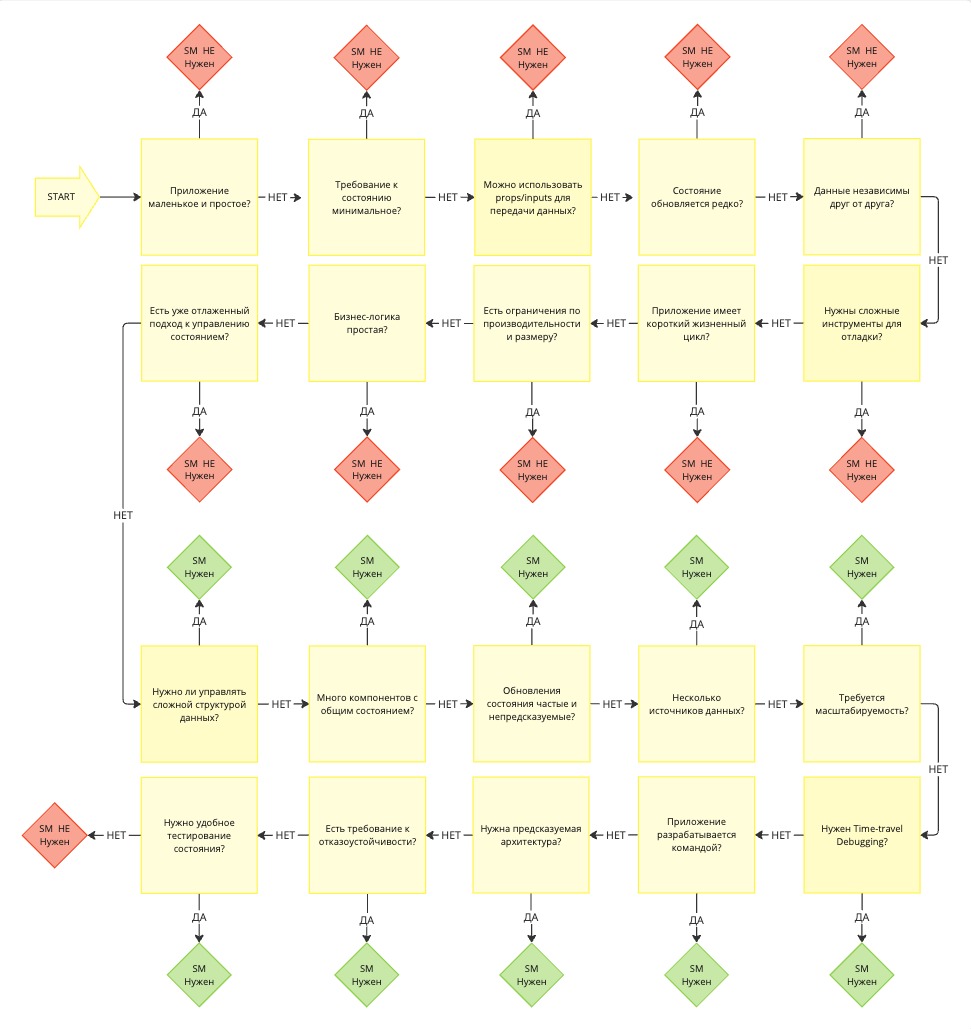 SM НЕ
Нужен
SM НЕ
Нужен
SM НЕ
Нужен
SM НЕ
Нужен
SM НЕ
Нужен
ДА
ДА
ДА
ДА
ДА
START
Приложение
маленькое и простое?
НЕТ
Требование к
состоянию
минимальное?
НЕТ
Можно использовать
props/inputs для
передачи данных?
НЕТ
Состояние
обновляется редко?
НЕТ
Данные независимы
друг от друга?
НЕТ
Есть уже отлаженный
подход к управлению
состоянием?
НЕТ
Бизнес-логика
простая?
НЕТ
Есть ограничения по
производительности
и размеру?
НЕТ
Приложение имеет
короткий жизненный
цикл?
НЕТ
Нужны сложные
инструменты для
отладки?
ДА
ДА
ДА
ДА
ДА
SM НЕ
Нужен
SM НЕ
Нужен
SM НЕ
Нужен
SM НЕ
Нужен
SM НЕ
Нужен
НЕТ
SM
Нужен
SM
Нужен
SM
Нужен
SM
Нужен
SM
Нужен
ДА
ДА
ДА
ДА
ДА
Нужно ли управлять
сложной структурой
данных?
НЕТ
Много компонентов с
общим состоянием?
НЕТ
Обновления
состояния частые и
непредсказуемые?
НЕТ
Несколько
источников данных?
НЕТ
Требуется
масштабируемость?
НЕТ
SM НЕ
Нужен
НЕТ
Нужно удобное
тестирование
состояния?
НЕТ
Есть требование к
отказоустойчивости?
НЕТ
Нужна предсказуемая
архитектура?
НЕТ
Приложение
разрабатывается
командой?
НЕТ
Нужен Time-travel
Debugging?
ДА
ДА
ДА
ДА
ДА
SM
Нужен
SM
Нужен
SM
Нужен
SM
Нужен
SM
Нужен